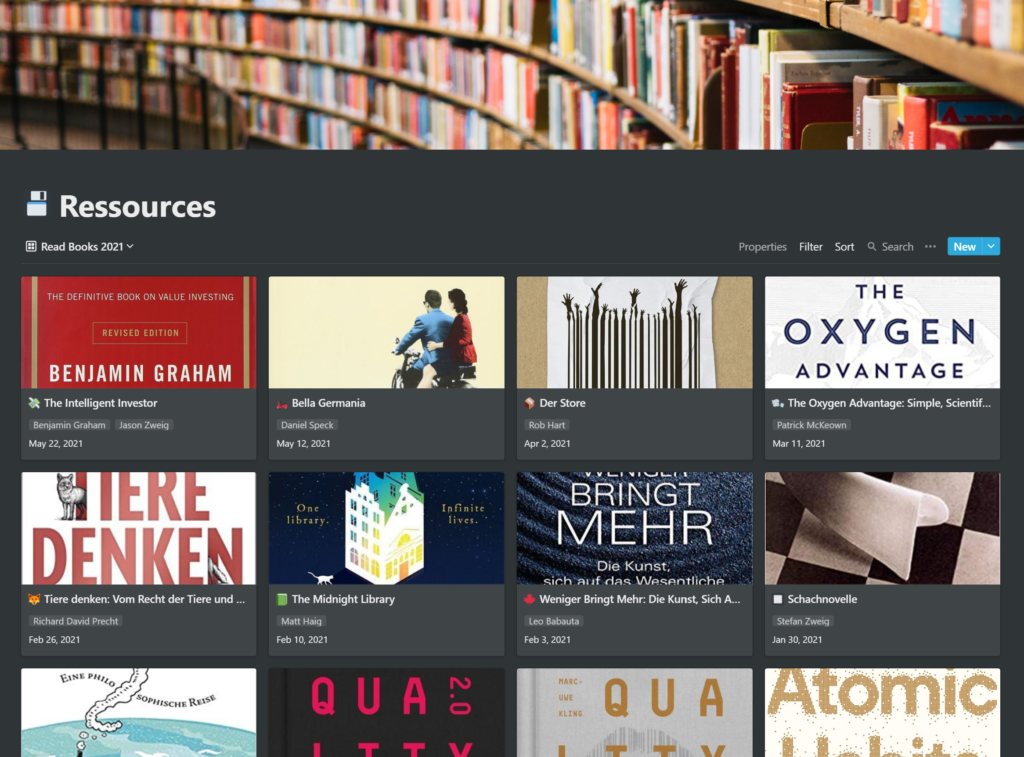 Ressources
Read Books 2021
Properties Filter Sort Search ••• New
THE DEFINITIVE BOOK ON VALUE INVESTING
REVISED EDITION
BENJAMIN GRAHAM
The Intelligent Investor
Benjamin Graham Jason Zweig
May 22, 2021
Bella Germania
Daniel Speck
May 12, 2021
Der Store
Rob Hart
Apr 2, 2021
THE
OXYGEN
ADVANTAGE
The Oxygen Advantage: Simple, Scientif...
Patrick McKeown
Mar 11, 2021
TIERE
DENKEN
Tiere denken: Vom Recht der Tiere und ...
Richard David Precht
Feb 26, 2021
One
library.
Infinite
lives.
The Midnight Library
Matt Haig
Feb 10, 2021
WENIGER
BRINGT
MEHR
Die Kunst,
sich auf das Wesentliche
Weniger Bringt Mehr: Die Kunst, Sich A...
Leo Babauta
Feb 3, 2021
Schachnovelle
Stefan Zweig
Jan 30, 2021
EINE PHILO
SOPHISCHE REISE
QUA 2.0
LITY
MARC-
UWE
KLING
QUA
LITY
Atomic
Habits